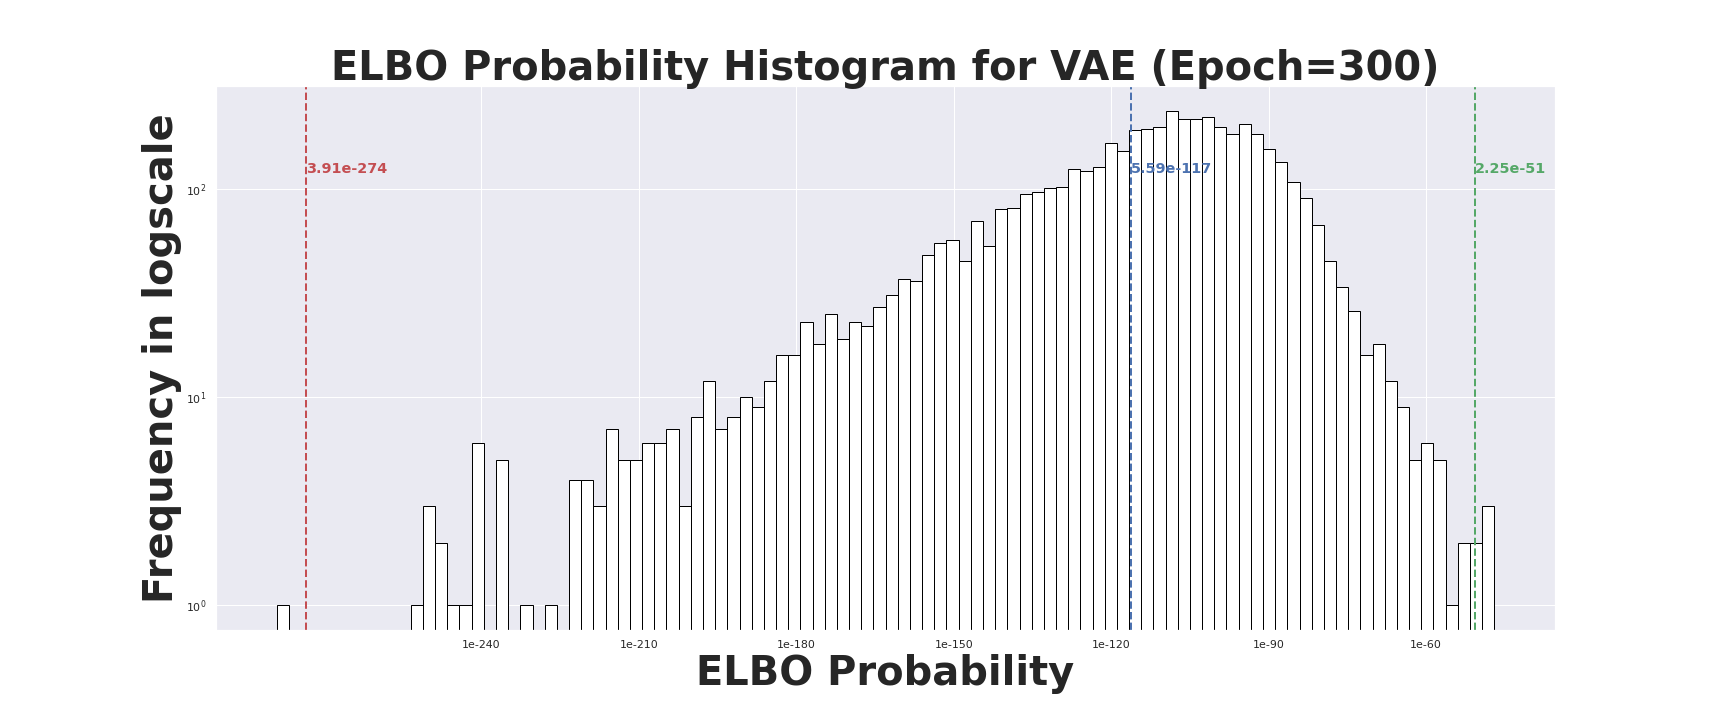 ELBO Probability Histogram for VAE (Epoch=300)
Frequency in logscale
10²
10¹
10⁰
3.91e-274
5.59e-117
2.25e-51
1e-240
1e-210
1e-180
1e-150
1e-120
1e-90
1e-60
ELBO Probability